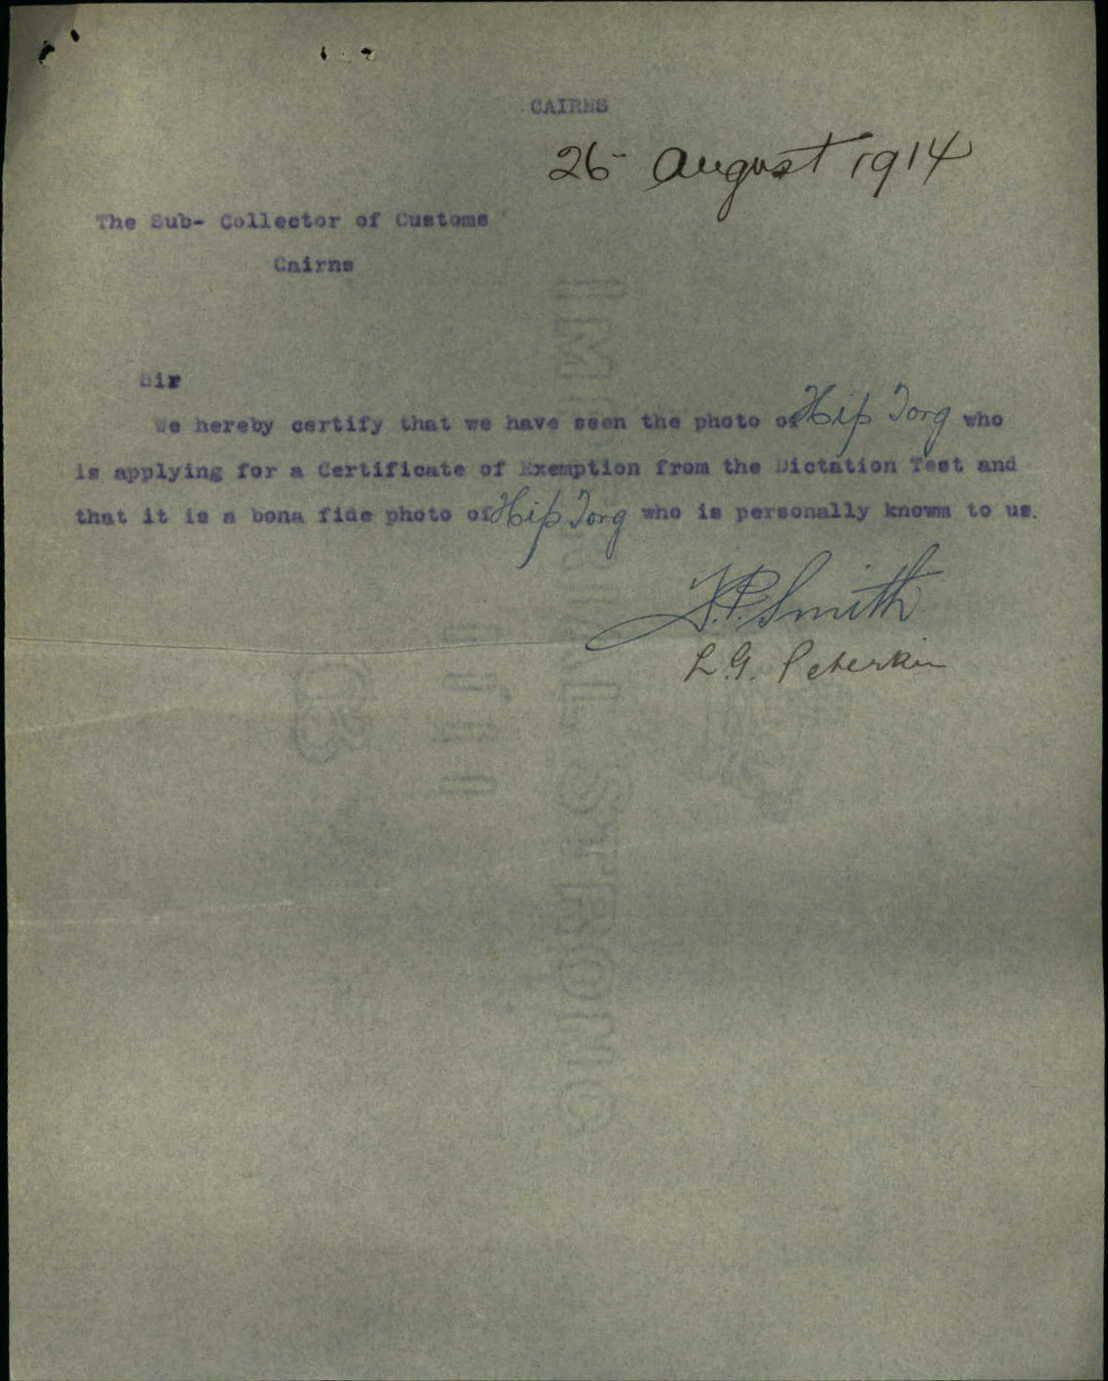 CAIRNS
26 August 1914
The Sub- Collector of Customs
Cairns
Sir
We hereby certify that we have seen the photo of Hip Torg who
is applying for a Certificate of Exemption from the Dictation Test and
that it is a bona fide photo of Hip Torg who is personally knowm to us.
Smith
L.G. Peterkin